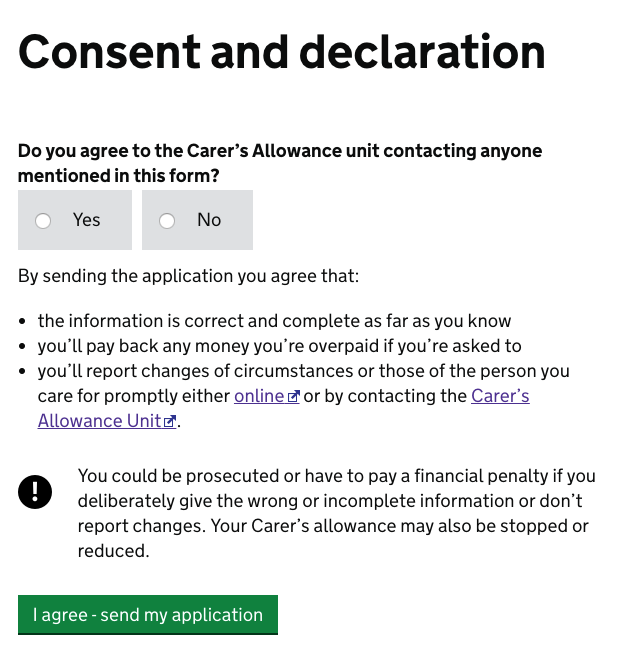 Consent and declaration
Do you agree to the Carer’s Allowance unit contacting anyone
mentioned in this form?
Yes
No
By sending the application you agree that:
• the information is correct and complete as far as you know
• you’ll pay back any money you’re overpaid if you’re asked to
• you’ll report changes of circumstances or those of the person you
care for promptly either online or by contacting the Carer’s
Allowance Unit.
!
You could be prosecuted or have to pay a financial penalty if you
deliberately give the wrong or incomplete information or don’t
report changes. Your Carer’s allowance may also be stopped or
reduced.
I agree - send my application